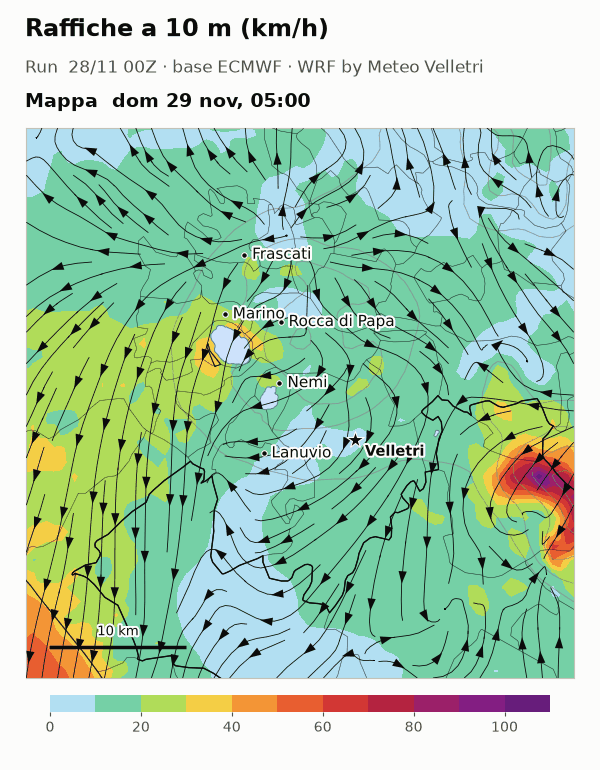 Raffiche a 10 m (km/h)
Run  28/11 00Z · base ECMWF · WRF by Meteo Velletri
Mappa  dom 29 nov, 05:00
Frascati
Marino
Rocca di Papa
Nemi
Velletri
Lanuvio
10 km
0 20 40 60 80 100